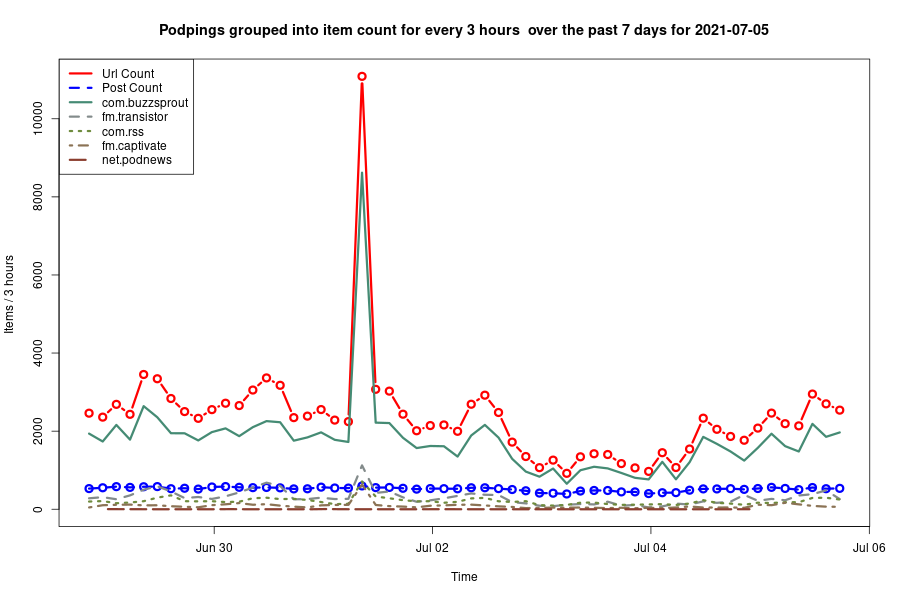 Podpings grouped into item count for every 3 hours  over the past 7 days for 2021-07-05
Url Count
Post Count
com.buzzsprout
fm.transistor
com.rss
fm.captivate
net.podnews
Items / 3 hours
10000
8000
6000
4000
2000
0
Jun 30
Jul 02
Jul 04
Jul 06
Time